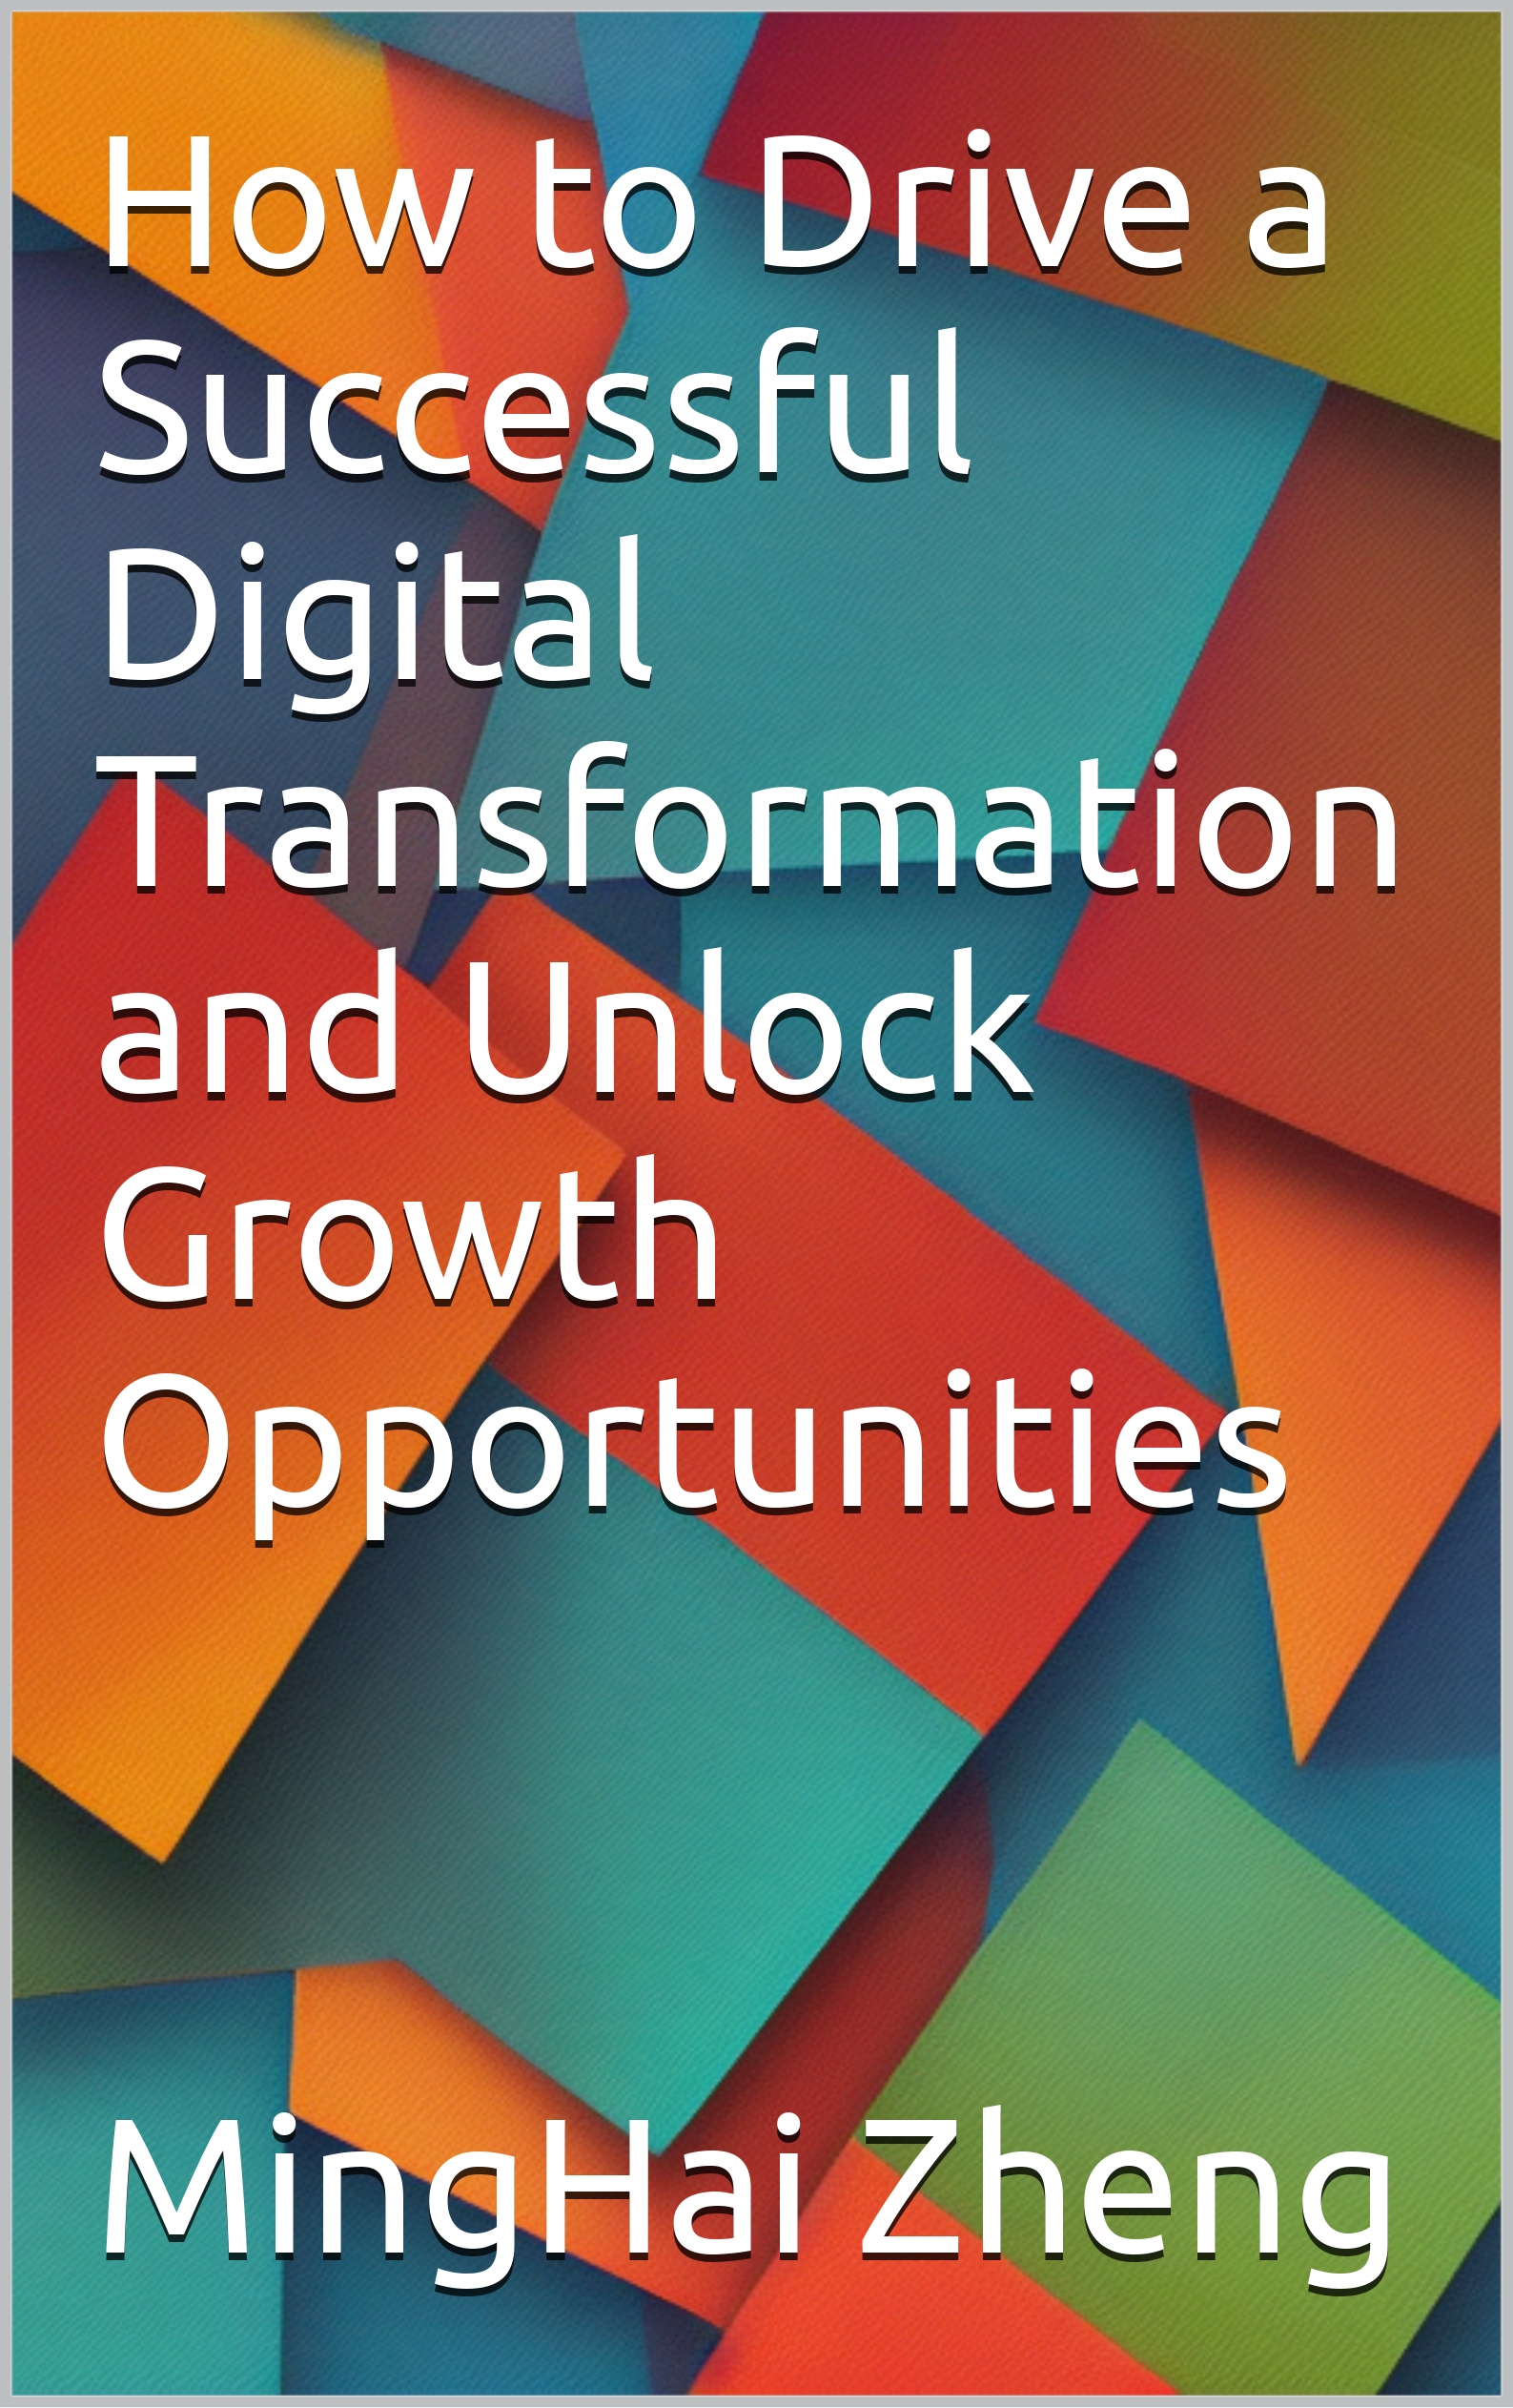 How to Drive a
Successful
Digital
Transformation
and Unlock
Growth
Opportunities
MingHai Zheng